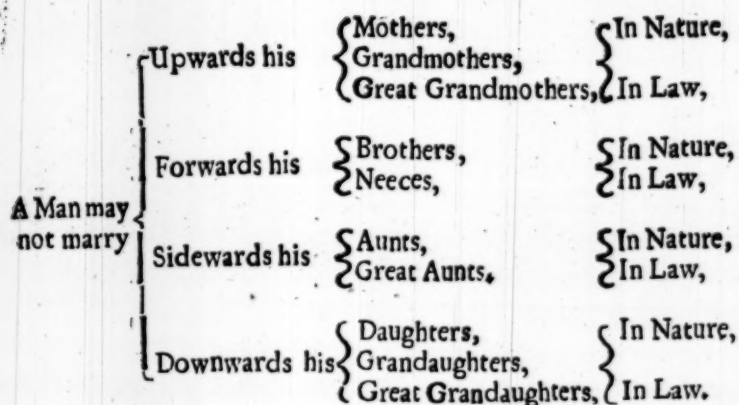 Upwards his Mothers, Grandmothers, Great Grandmothers, In Nature, In Law,
Forwards his Brothers, Neeces, In Nature, In Law,
A Man may not marry
Sidewards his Aunts, Great Aunts. In Nature, In Law,
Downwards his Daughters, Grandaughters, Great Grandaughters, In Nature, In Law.